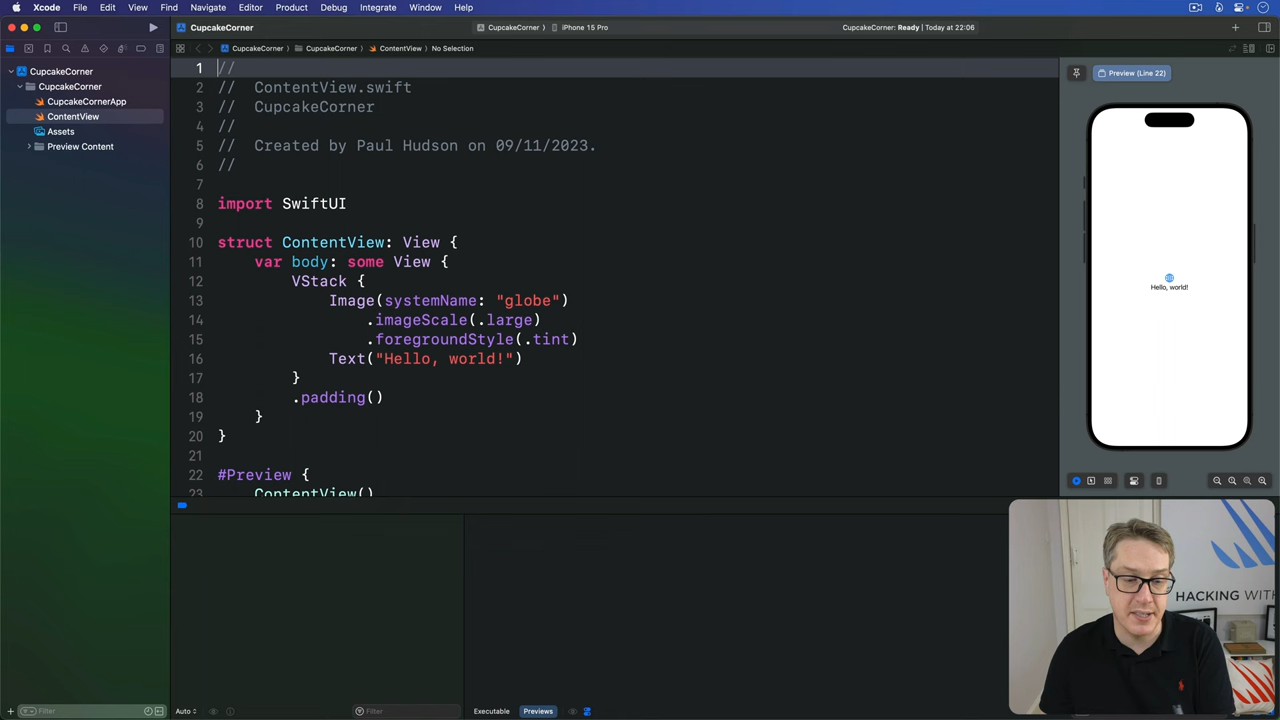 Xcode File Edit View Find Navigate Editor Product Debug Integrate Window Help
CupcakeCorner
CupcakeCorner iPhone 15 Pro
CupcakeCorner: Ready | Today at 22:06
CupcakeCorner CupcakeCorner ContentView No Selection
CupcakeCorner
CupcakeCorner
CupcakeCornerApp
ContentView
Assets
Preview Content
1 //
2 //  ContentView.swift
3 //  CupcakeCorner
4 //
5 //  Created by Paul Hudson on 09/11/2023.
6 //
7
8 import SwiftUI
9
10 struct ContentView: View {
11     var body: some View {
12         VStack {
13             Image(systemName: "globe")
14                 .imageScale(.large)
15                 .foregroundStyle(.tint)
16             Text("Hello, world!")
17         }
18         .padding()
19     }
20 }
21
22 #Preview {
23     ContentView()
Preview (Line 22)
Hello, world!
HACKING WITH
Filter
Auto
Filter
Executable Previews